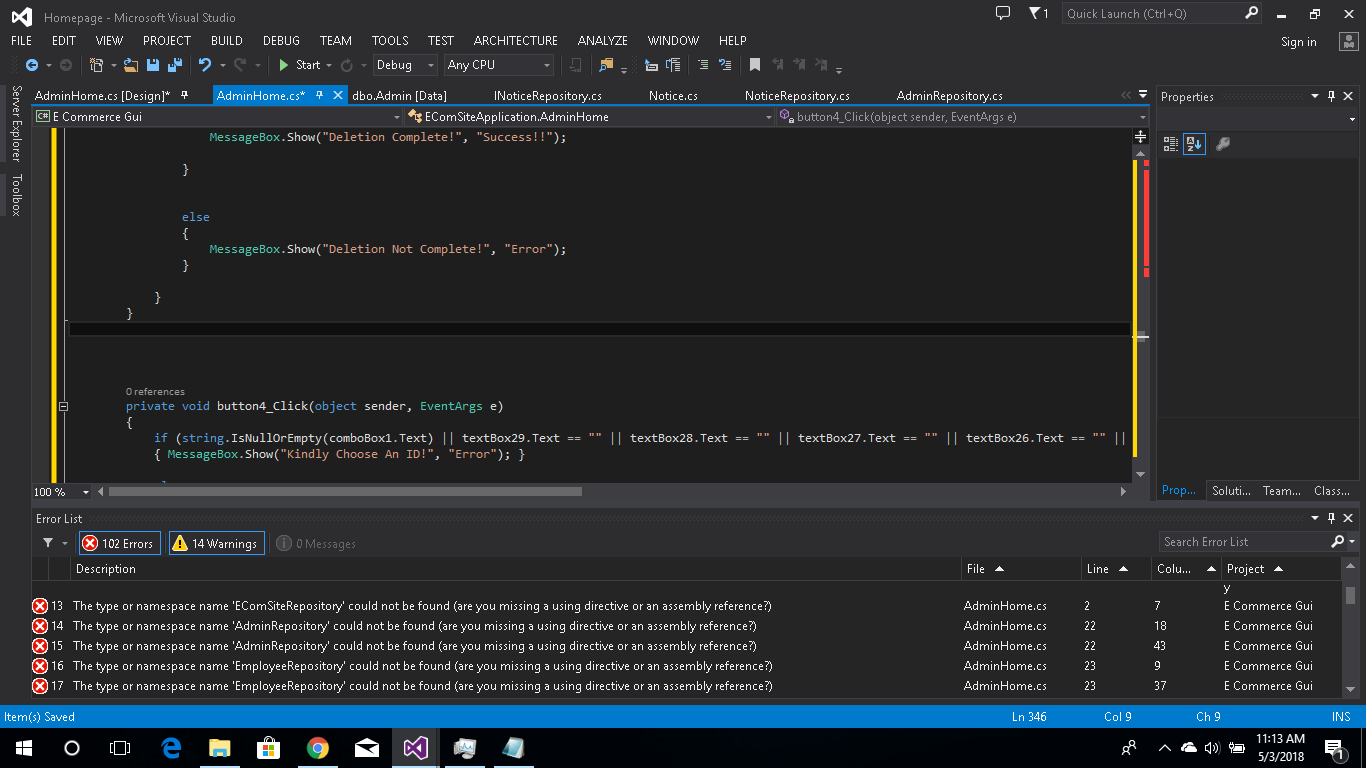 Homepage - Microsoft Visual Studio
1
Quick Launch (Ctrl+Q)
FILE EDIT VIEW PROJECT BUILD DEBUG TEAM TOOLS TEST ARCHITECTURE ANALYZE WINDOW HELP
Sign in
Start Debug Any CPU
Server Explorer
Toolbox
AdminHome.cs [Design]* AdminHome.cs* dbo.Admin [Data] INoticeRepository.cs Notice.cs NoticeRepository.cs AdminRepository.cs
C# E Commerce Gui EComSiteApplication.AdminHome button4_Click(object sender, EventArgs e)
MessageBox.Show("Deletion Complete!", "Success!!");
}
else
{
MessageBox.Show("Deletion Not Complete!", "Error");
}
}
}
0 references
private void button4_Click(object sender, EventArgs e)
{
if (string.IsNullOrEmpty(comboBox1.Text) || textBox29.Text == "" || textBox28.Text == "" || textBox27.Text == "" || textBox26.Text == "" ||
{ MessageBox.Show("Kindly Choose An ID!", "Error"); }
100 %
Properties
Prop... Soluti... Team... Class...
Error List
102 Errors 14 Warnings 0 Messages
Search Error List
Description File Line Colu... Project
y
13 The type or namespace name 'EComSiteRepository' could not be found (are you missing a using directive or an assembly reference?) AdminHome.cs 2 7 E Commerce Gui
14 The type or namespace name 'AdminRepository' could not be found (are you missing a using directive or an assembly reference?) AdminHome.cs 22 18 E Commerce Gui
15 The type or namespace name 'AdminRepository' could not be found (are you missing a using directive or an assembly reference?) AdminHome.cs 22 43 E Commerce Gui
16 The type or namespace name 'EmployeeRepository' could not be found (are you missing a using directive or an assembly reference?) AdminHome.cs 23 9 E Commerce Gui
17 The type or namespace name 'EmployeeRepository' could not be found (are you missing a using directive or an assembly reference?) AdminHome.cs 23 37 E Commerce Gui
Item(s) Saved Ln 346 Col 9 Ch 9 INS
11:13 AM
5/3/2018
1